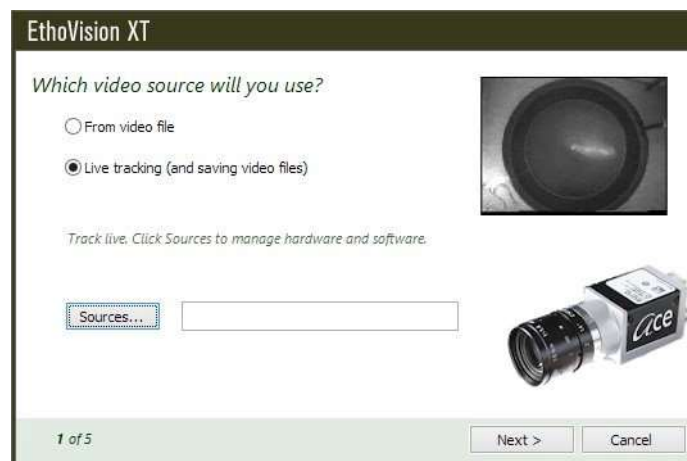 EthoVision XT
Which video source will you use?
From video file
Live tracking (and saving video files)
Track live. Click Sources to manage hardware and software.
Sources...
ace
1 of 5
Next >
Cancel